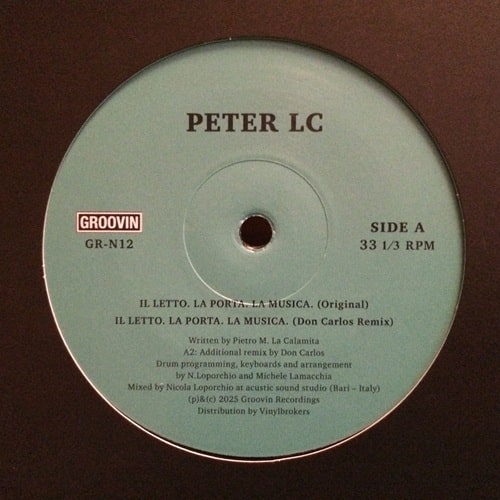 PETER LC
GROOVIN
GR-N12
SIDE A
33 1/3 RPM
IL LETTO. LA PORTA. LA MUSICA. (Original)
IL LETTO. LA PORTA. LA MUSICA. (Don Carlos Remix)
Written by Pietro M. La Calamita
A2: Additional remix by Don Carlos
Drum programming, keyboards and arrangement
by N.Loporchio and Michele Lamacchia
Mixed by Nicola Loporchio at acustic sound studio (Bari – Italy)
(p)&(c) 2025 Groovin Recordings
Distribution by Vinylbrokers